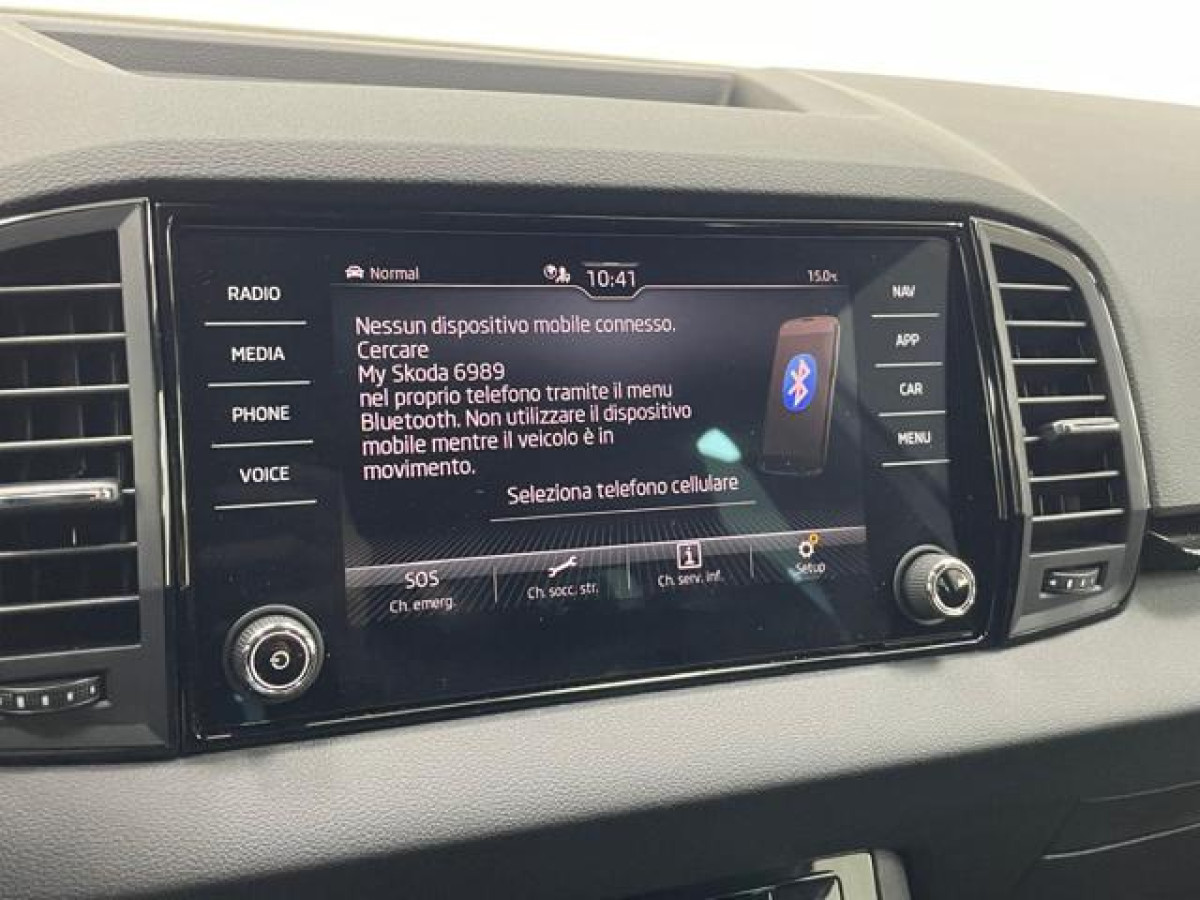 Normal
10:41
15.0°C
RADIO
MEDIA
PHONE
VOICE
Nessun dispositivo mobile connesso.
Cercare
My Skoda 6989
nel proprio telefono tramite il menu
Bluetooth. Non utilizzare il dispositivo
mobile mentre il veicolo è in
movimento.
Seleziona telefono cellulare
NAV
APP
CAR
MENU
SOS
Ch. emerg.
Ch. socc. str.
Ch. serv. inf.
Setup